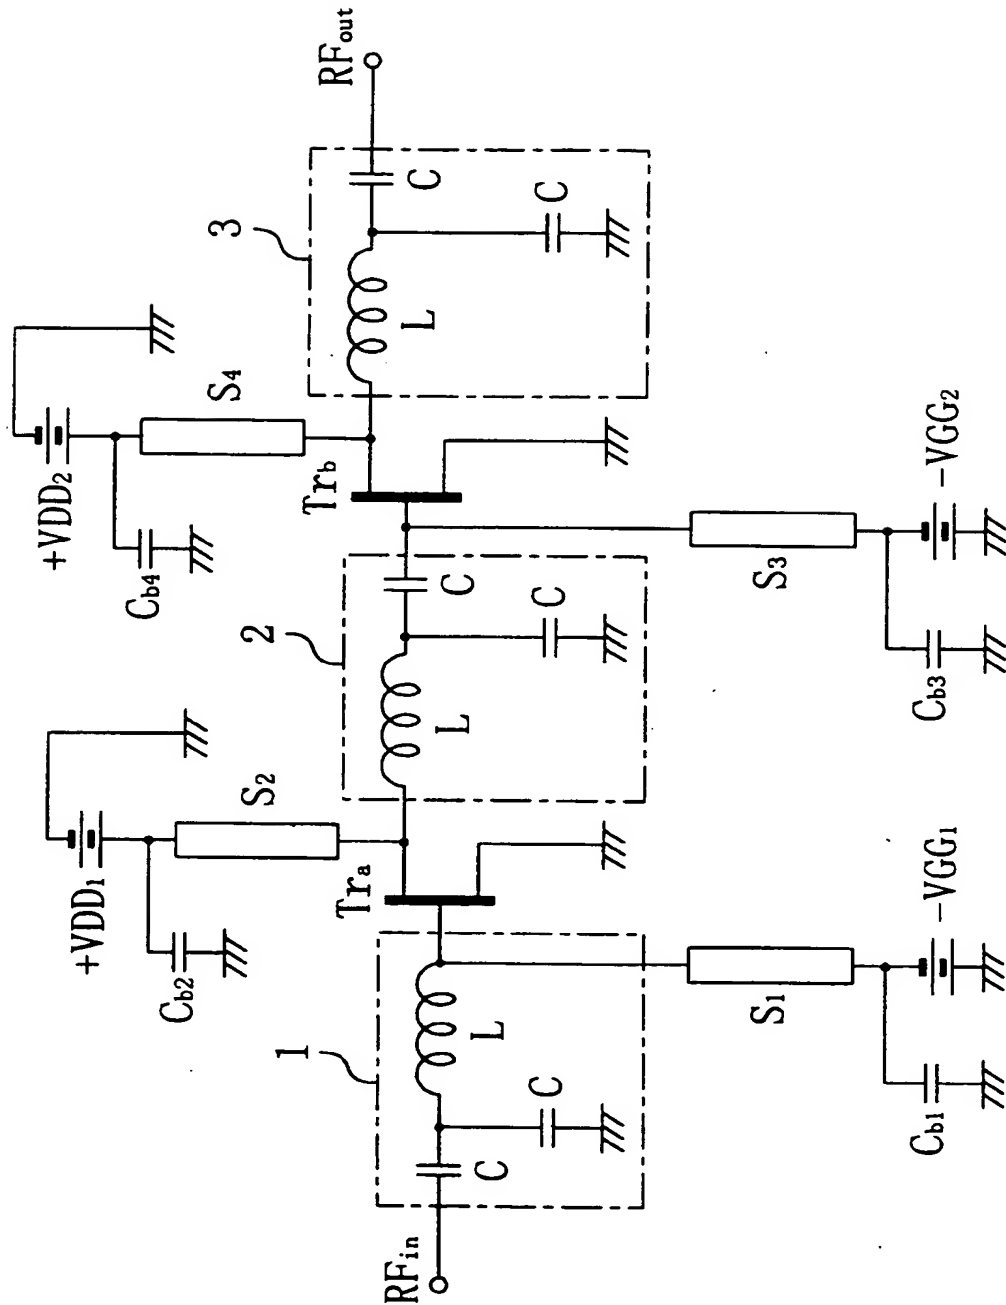 +VDD2
+VDD1
Cb4
Cb2
S4
3
2
S2
1
Trb
RFout
Tra
RFin
L
C
C
L
C
L
C
C
C
S1
S3
Cb1
-VGG1
Cb3
-VGG2